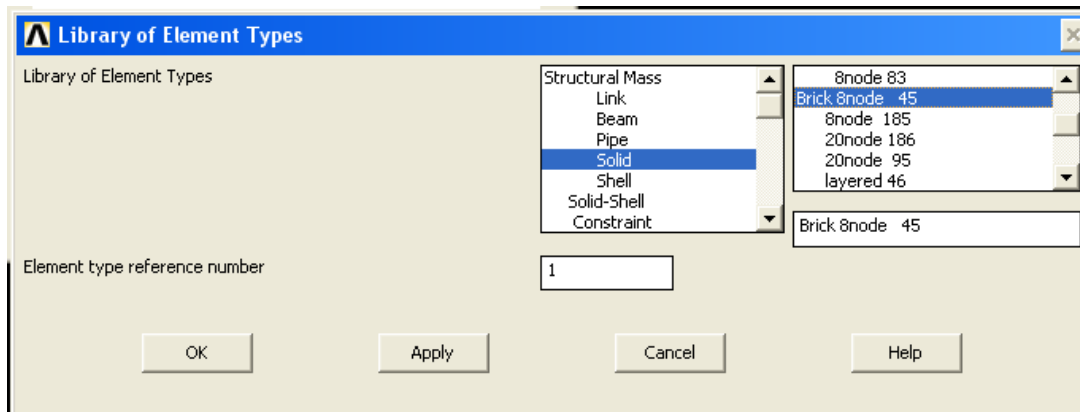 Library of Element Types
Library of Element Types
Structural Mass
Link
Beam
Pipe
Solid
Shell
Solid-Shell
Constraint
8node 83
Brick 8node 45
8node 185
20node 186
20node 95
layered 46
Brick 8node 45
Element type reference number
1
OK
Apply
Cancel
Help